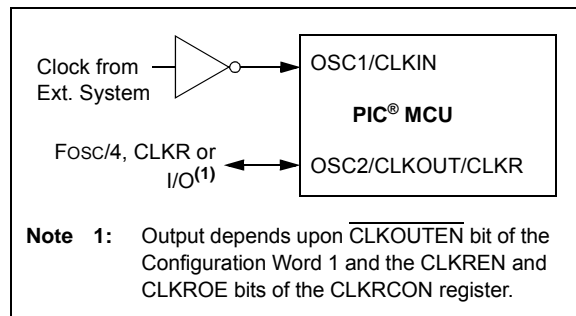 Clock from
Ext. System
OSC1/CLKIN
PIC® MCU
FOSC/4, CLKR or
I/O(1)
OSC2/CLKOUT/CLKR
Note 1: Output depends upon CLKOUTEN bit of the
Configuration Word 1 and the CLKREN and
CLKROE bits of the CLKRCON register.